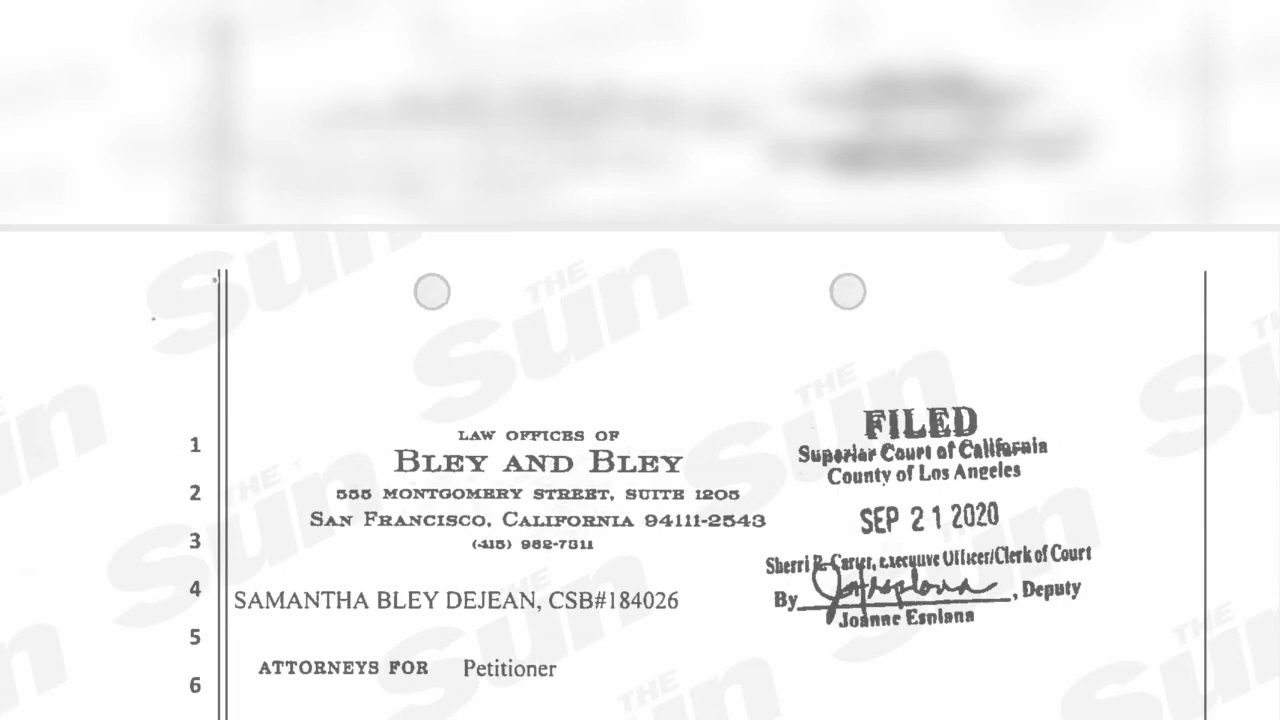 THE Sun
1
LAW OFFICES OF
BLEY AND BLEY
2
555 MONTGOMERY STREET, SUITE 1205
SAN FRANCISCO, CALIFORNIA 94111-2543
3
(415) 982-7311
4
SAMANTHA BLEY DEJEAN, CSB#184026
5
ATTORNEYS FOR Petitioner
6
FILED
Superior Court of California
County of Los Angeles
SEP 21 2020
Sherri R. Carter, Executive Officer/Clerk of Court
By , Deputy
Joanne Esplana